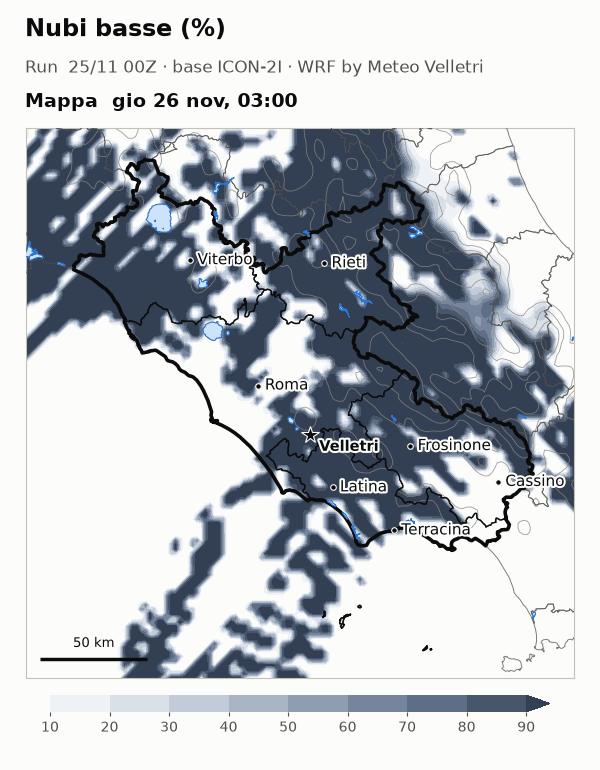 Nubi basse (%)
Run  25/11 00Z · base ICON-2I · WRF by Meteo Velletri
Mappa  gio 26 nov, 03:00
Viterbo
Rieti
Roma
Velletri
Frosinone
Latina
Cassino
Terracina
50 km
10 20 30 40 50 60 70 80 90